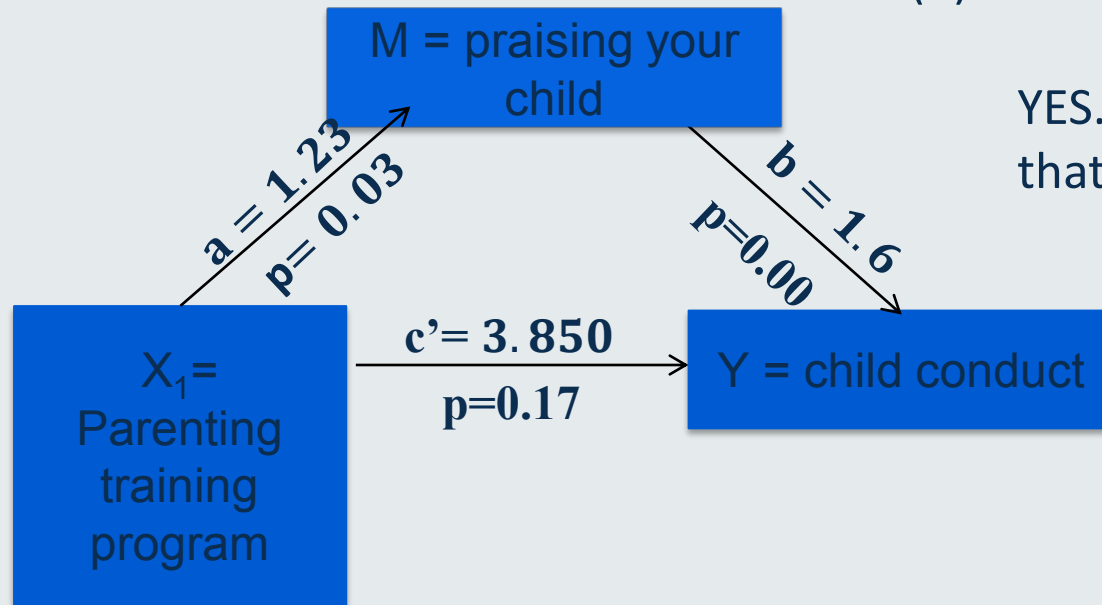 M = praising your
child
YES.
that
a = 1.23
p= 0.03
b = 1.6
p=0.00
c’= 3.850
p=0.17
X₁=
Parenting
training
program
Y = child conduct